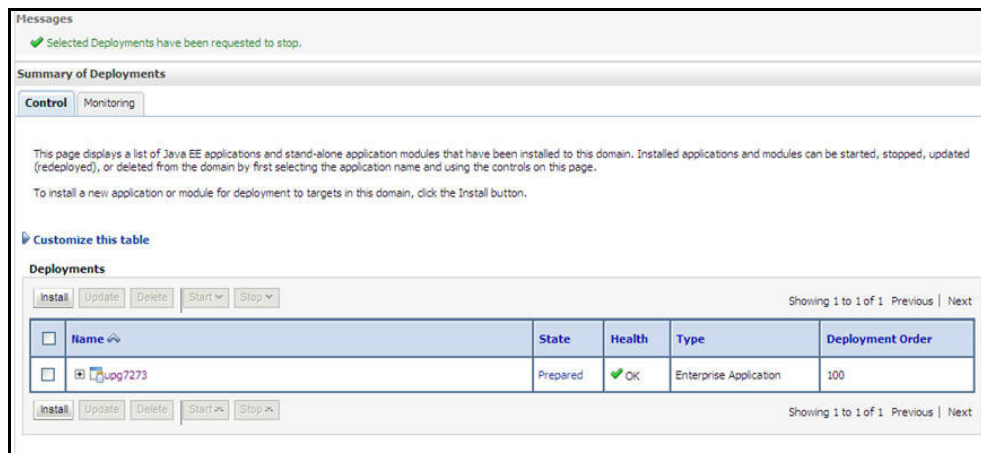 Messages
Selected Deployments have been requested to stop.
Summary of Deployments
Control Monitoring
This page displays a list of Java EE applications and stand-alone application modules that have been installed to this domain. Installed applications and modules can be started, stopped, updated
(redeployed), or deleted from the domain by first selecting the application name and using the controls on this page.
To install a new application or module for deployment to targets in this domain, click the Install button.
Customize this table
Deployments
Install Update Delete Start Stop Showing 1 to 1 of 1 Previous | Next
Name State Health Type Deployment Order
upg7273 Prepared OK Enterprise Application 100
Install Update Delete Start Stop Showing 1 to 1 of 1 Previous | Next